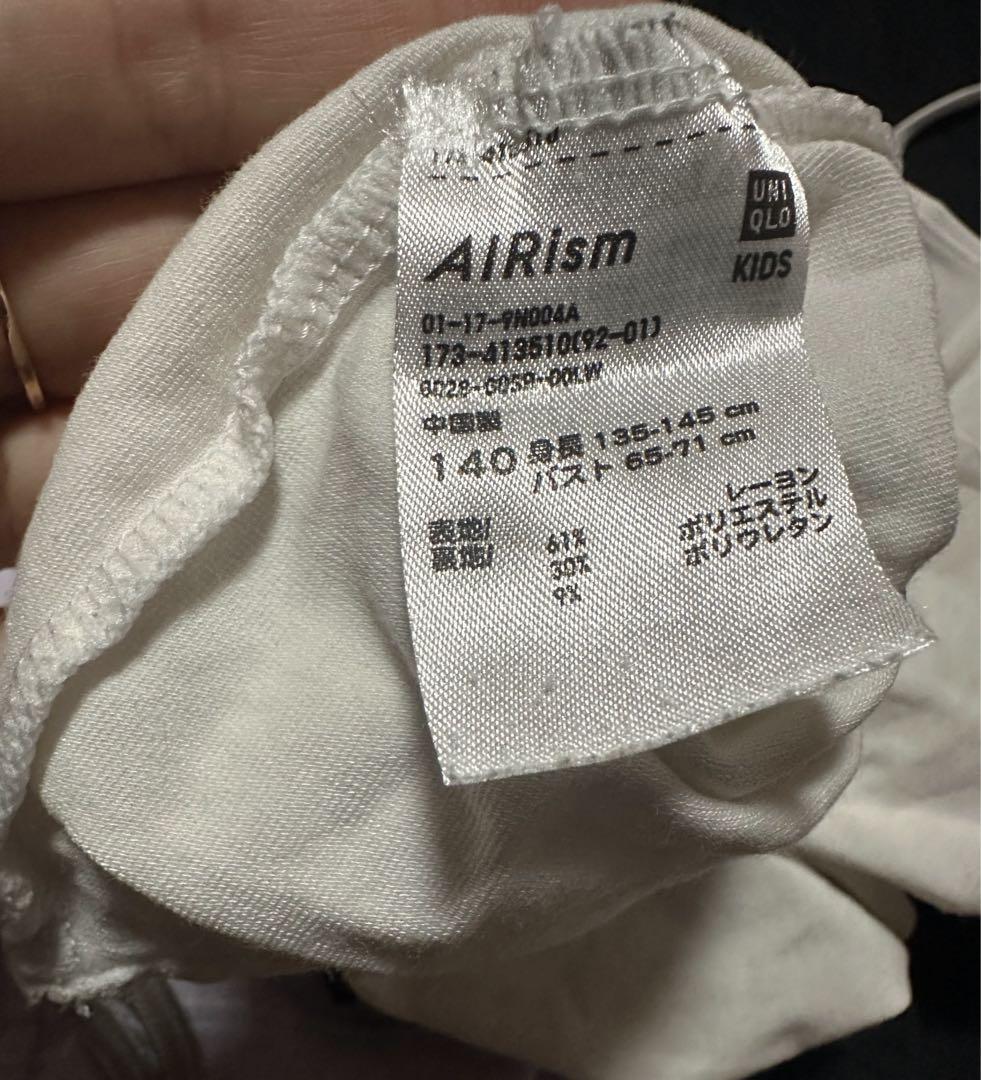 UNI
QLO
AIRism
KIDS
01-17-9N004A
173-413510(92-01)
中国製
140 身長 135-145 cm
バスト 65-71 cm
表地/
裏地/
61% レーヨン
30% ポリエステル
9% ポリウレタン